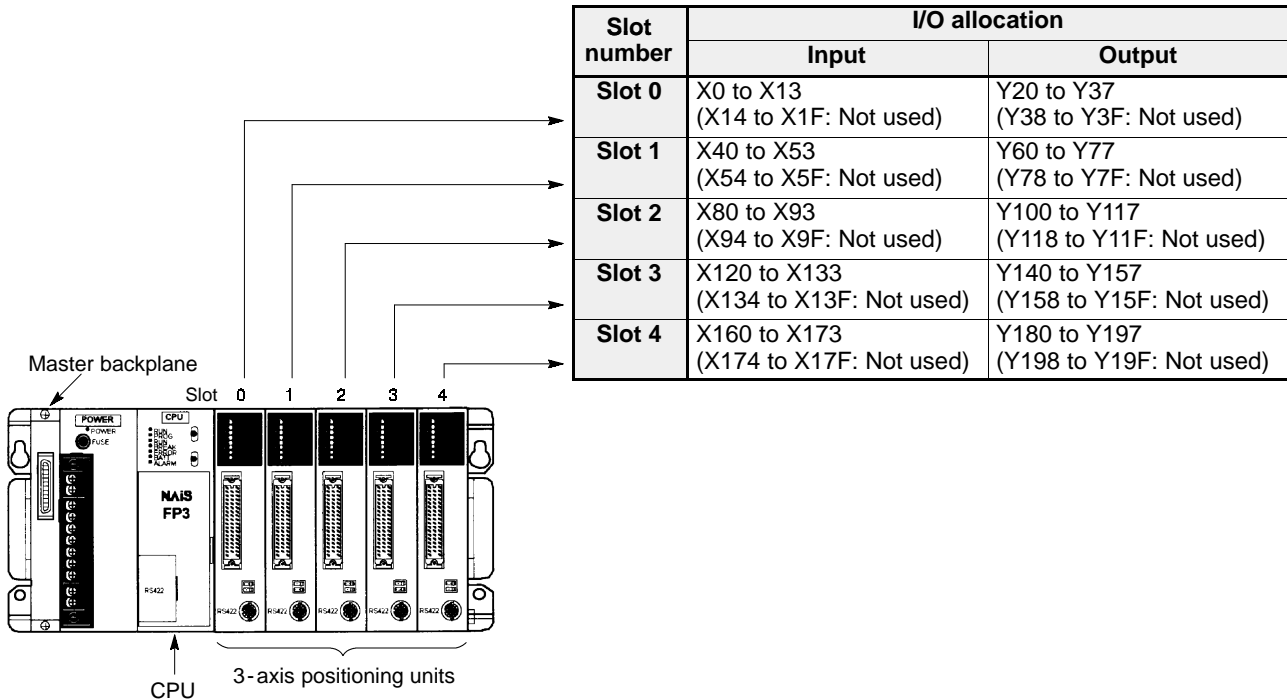 Slot number
I/O allocation
Input
Output
Slot 0
X0 to X13
(X14 to X1F: Not used)
Y20 to Y37
(Y38 to Y3F: Not used)
Slot 1
X40 to X53
(X54 to X5F: Not used)
Y60 to Y77
(Y78 to Y7F: Not used)
Slot 2
X80 to X93
(X94 to X9F: Not used)
Y100 to Y117
(Y118 to Y11F: Not used)
Slot 3
X120 to X133
(X134 to X13F: Not used)
Y140 to Y157
(Y158 to Y15F: Not used)
Slot 4
X160 to X173
(X174 to X17F: Not used)
Y180 to Y197
(Y198 to Y19F: Not used)
Master backplane
Slot 0 1 2 3 4
POWER
POWER
FUSE
CPU
RUN
PROG
RUN
BREAK
ERROR
BATT
ALARM
NAiS
FP3
RS422
RS422 RS422 RS422 RS422 RS422
3-axis positioning units
CPU